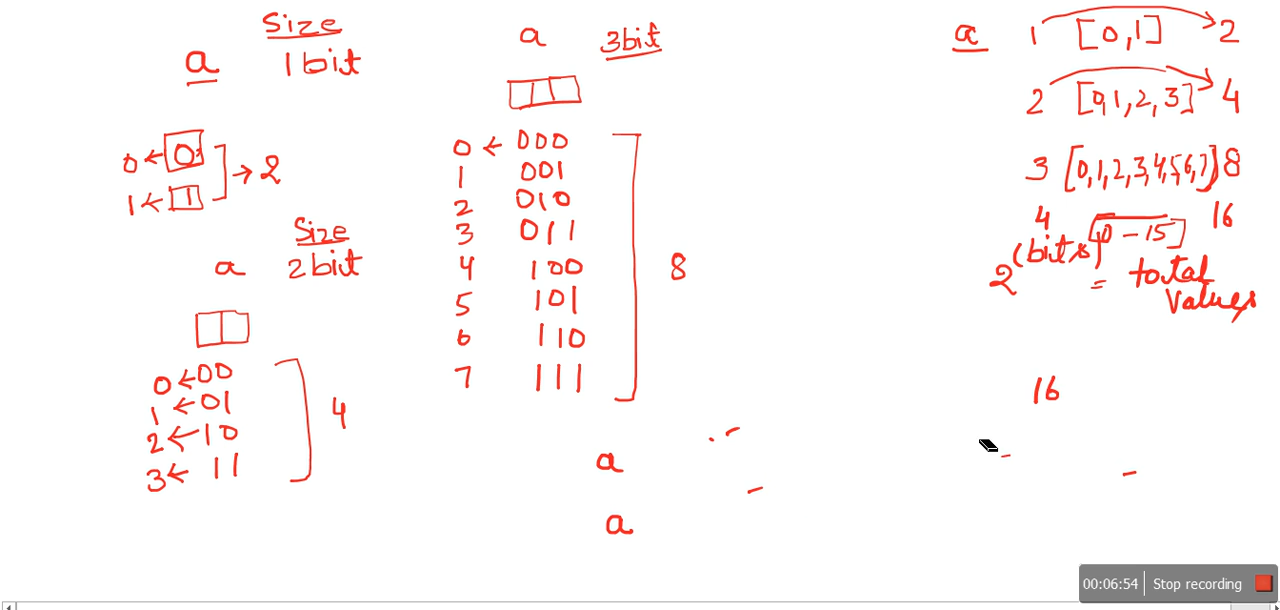 Size
a 1bit
0 ← 0
1 ← 1
→ 2
Size
a 2bit
0 ← 00
1 ← 01
2 ← 10
3 ← 11
4
a 3bit
0 ← 000
1 001
2 010
3 011
4 100
5 101
6 110
7 111
8
a
a
a 1 [0,1] 2
2 [0,1,2,3] 4
3 [0,1,2,3,4,5,6,7] 8
4 [0-15] 16
2^(bits) = total
values
16
00:06:54 Stop recording